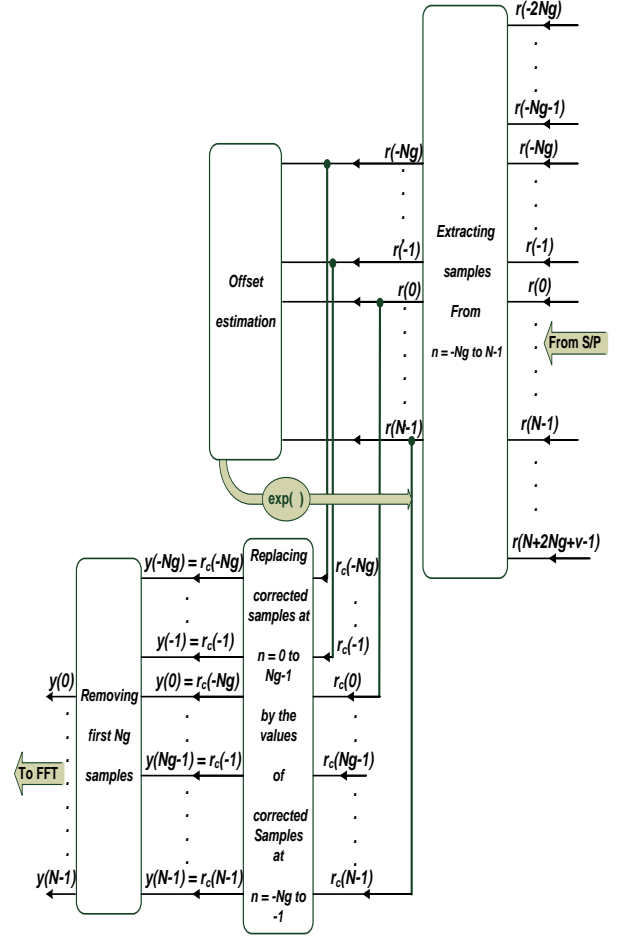 r(-2Ng)
r(-Ng-1)
r(-Ng)
r(-Ng)
r(-1)
r(-1)
r(0)
r(0)
From S/P
r(N-1)
r(N-1)
r(N+2Ng+v-1)
Extracting
samples
From
n = -Ng to N-1
Offset
estimation
exp( )
Replacing
corrected
samples at
n = 0 to
Ng-1
by the
values
of
corrected
Samples
at
n = -Ng to
-1
rc(-Ng)
rc(-1)
rc(0)
rc(Ng-1)
rc(N-1)
y(-Ng) = rc(-Ng)
y(-1) = rc(-1)
y(0) = rc(-Ng)
y(Ng-1) = rc(-1)
y(N-1) = rc(N-1)
Removing
first Ng
samples
y(0)
To FFT
y(N-1)